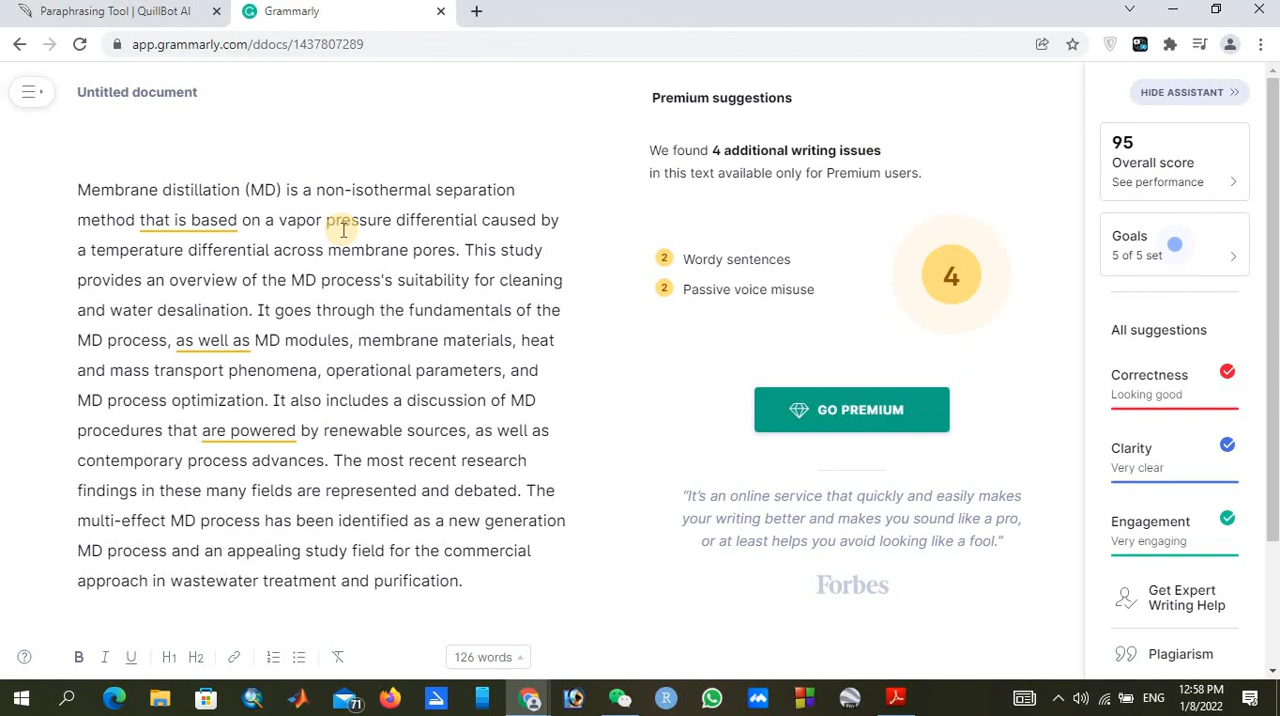 Paraphrasing Tool | QuillBot AI
Grammarly
app.grammarly.com/ddocs/1437807289
Untitled document
Membrane distillation (MD) is a non-isothermal separation
method that is based on a vapor pressure differential caused by
a temperature differential across membrane pores. This study
provides an overview of the MD process's suitability for cleaning
and water desalination. It goes through the fundamentals of the
MD process, as well as MD modules, membrane materials, heat
and mass transport phenomena, operational parameters, and
MD process optimization. It also includes a discussion of MD
procedures that are powered by renewable sources, as well as
contemporary process advances. The most recent research
findings in these many fields are represented and debated. The
multi-effect MD process has been identified as a new generation
MD process and an appealing study field for the commercial
approach in wastewater treatment and purification.
B I U H1 H2
126 words
Premium suggestions
We found 4 additional writing issues
in this text available only for Premium users.
2 Wordy sentences
2 Passive voice misuse
4
GO PREMIUM
"It's an online service that quickly and easily makes
your writing better and makes you sound like a pro,
or at least helps you avoid looking like a fool."
Forbes
HIDE ASSISTANT
95
Overall score
See performance
Goals
5 of 5 set
All suggestions
Correctness
Looking good
Clarity
Very clear
Engagement
Very engaging
Get Expert
Writing Help
Plagiarism
71
R
ENG
12:58 PM
1/8/2022